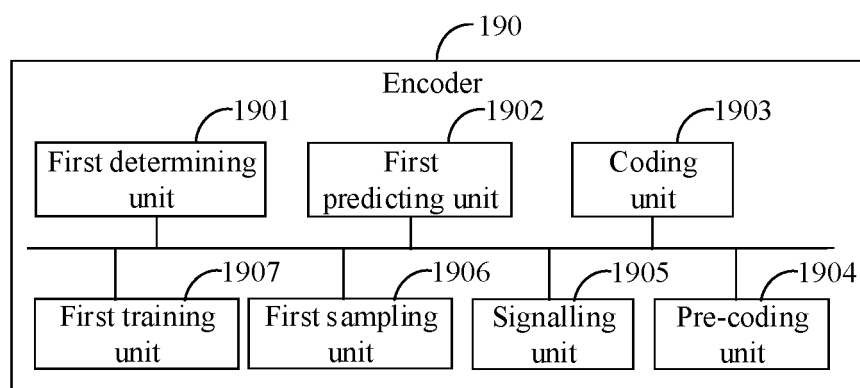 190
Encoder
1901
1902
1903
First determining
unit
First
predicting unit
Coding
unit
1907
1906
1905
1904
First training
unit
First sampling
unit
Signalling
unit
Pre-coding
unit